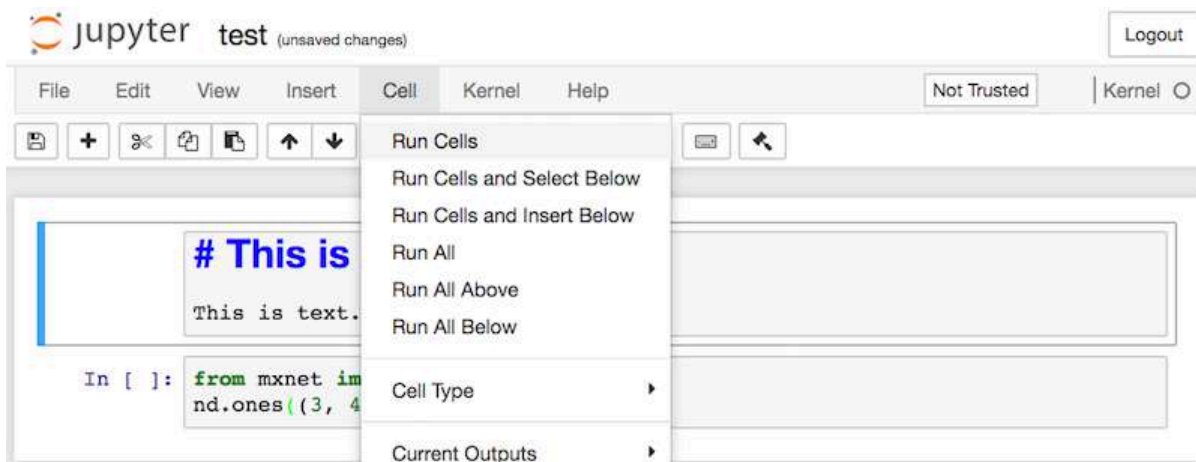 jupyter test (unsaved changes)
Logout
File Edit View Insert Cell Kernel Help
Not Trusted
Kernel
Run Cells
Run Cells and Select Below
Run Cells and Insert Below
Run All
Run All Above
Run All Below
Cell Type
Current Outputs
# This is
This is text.
In [ ]: from mxnet im
nd.ones((3, 4